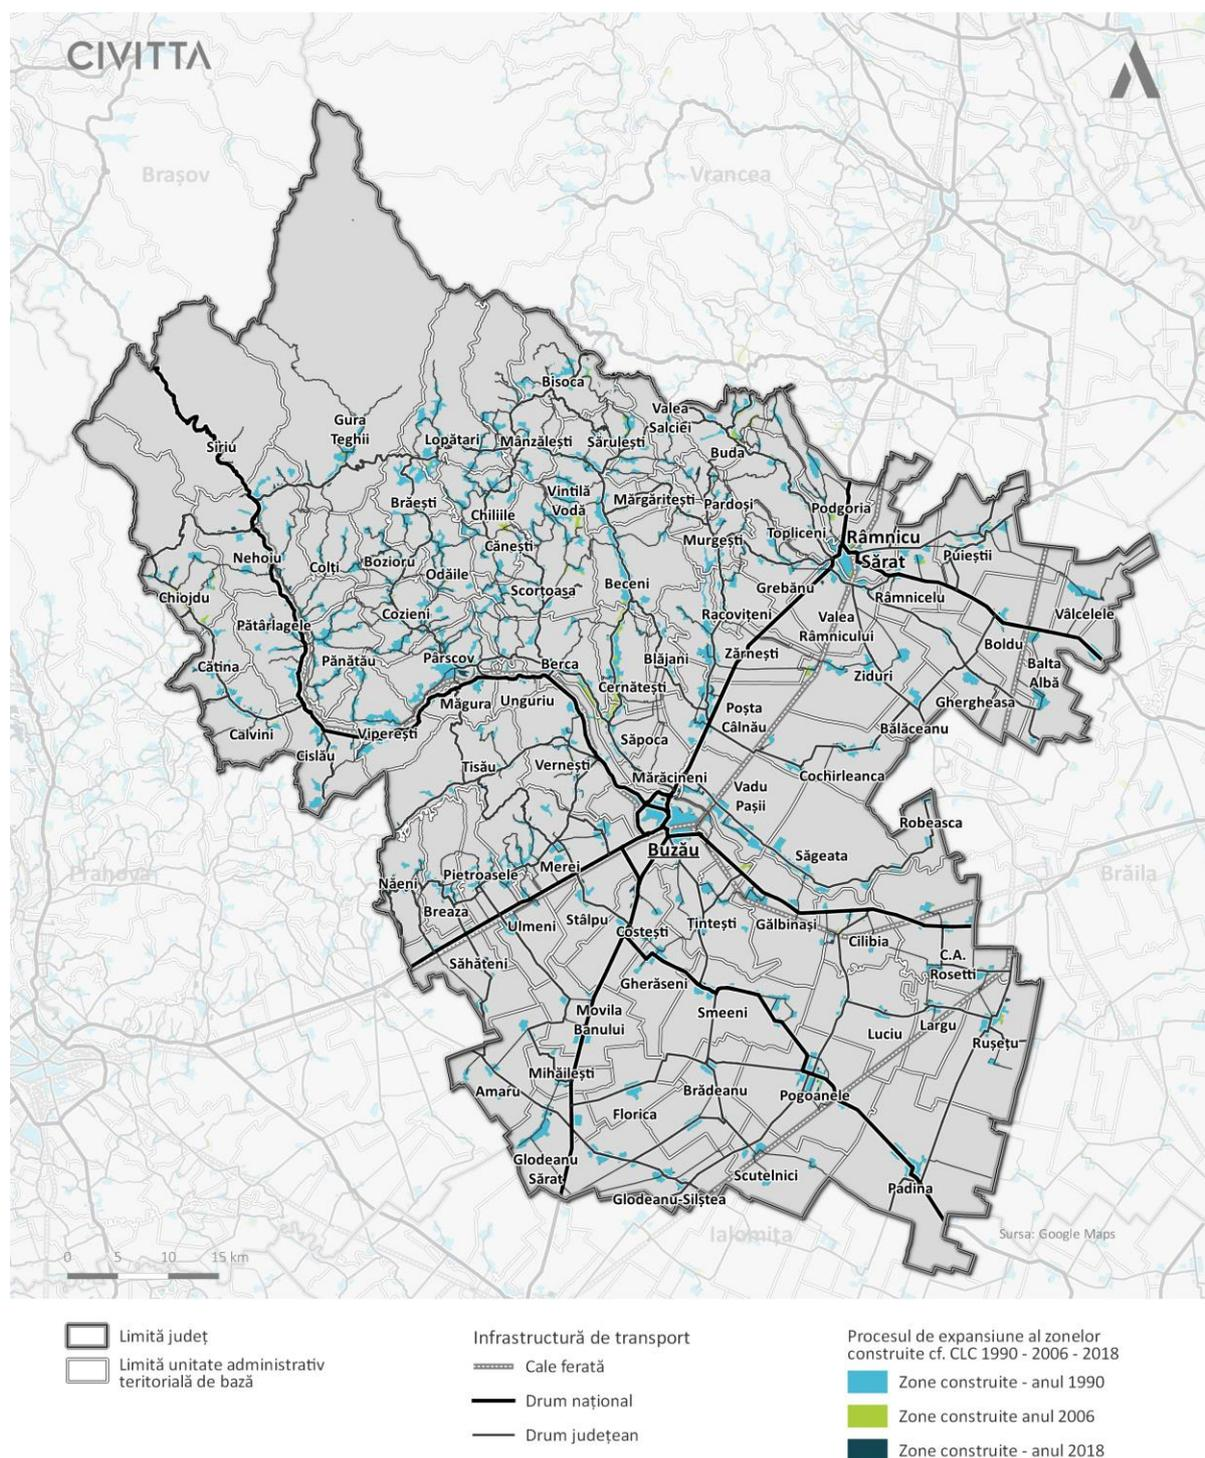 CIVITTA
Brașov
Vrancea
Bisoca
Gura
Teghii
Valea
Salciei
Siriu
Lopătari
Mânzălești
Sărulești
Buda
Brăești
Vintilă
Vodă
Mărgăritești
Pardoși
Podgoria
Chiliile
Topliceni
Râmnicu
Sărat
Nehoiu
Colți
Bozioru
Cănești
Murgești
Puieștii
Odăile
Scorțoasa
Beceni
Grebănu
Râmnicelu
Chiojdu
Cozieni
Racovițeni
Valea
Râmnicului
Vâlcelele
Pătârlagele
Boldu
Cătina
Pănătău
Pârscov
Berca
Blăjani
Zărnești
Ziduri
Balta
Albă
Cernătești
Măgura
Unguriu
Poșta
Câlnău
Ghergheasa
Calvini
Viperești
Săpoca
Bălăceanu
Cislău
Tisău
Vernești
Mărăcineni
Vadu
Pașii
Cochirleanca
Robeasca
Buzău
Săgeata
Prahova
Năeni
Pietroasele
Merei
Brăila
Breaza
Ulmeni
Stâlpu
Costești
Țintești
Gălbinași
Cilibia
C.A.
Rosetti
Săhăteni
Gherăseni
Movila
Banului
Smeeni
Luciu
Largu
Rușețu
Mihăilești
Amaru
Florica
Brădeanu
Pogoanele
Glodeanu
Sărat
Scutelnici
Padina
Glodeanu-Siliștea
Ialomița
Sursa: Google Maps
0 5 10 15 km
Limită județ
Limită unitate administrativ
teritorială de bază
Infrastructură de transport
Cale ferată
Drum național
Drum județean
Procesul de expansiune al zonelor
construite cf. CLC 1990 - 2006 - 2018
Zone construite - anul 1990
Zone construite anul 2006
Zone construite - anul 2018